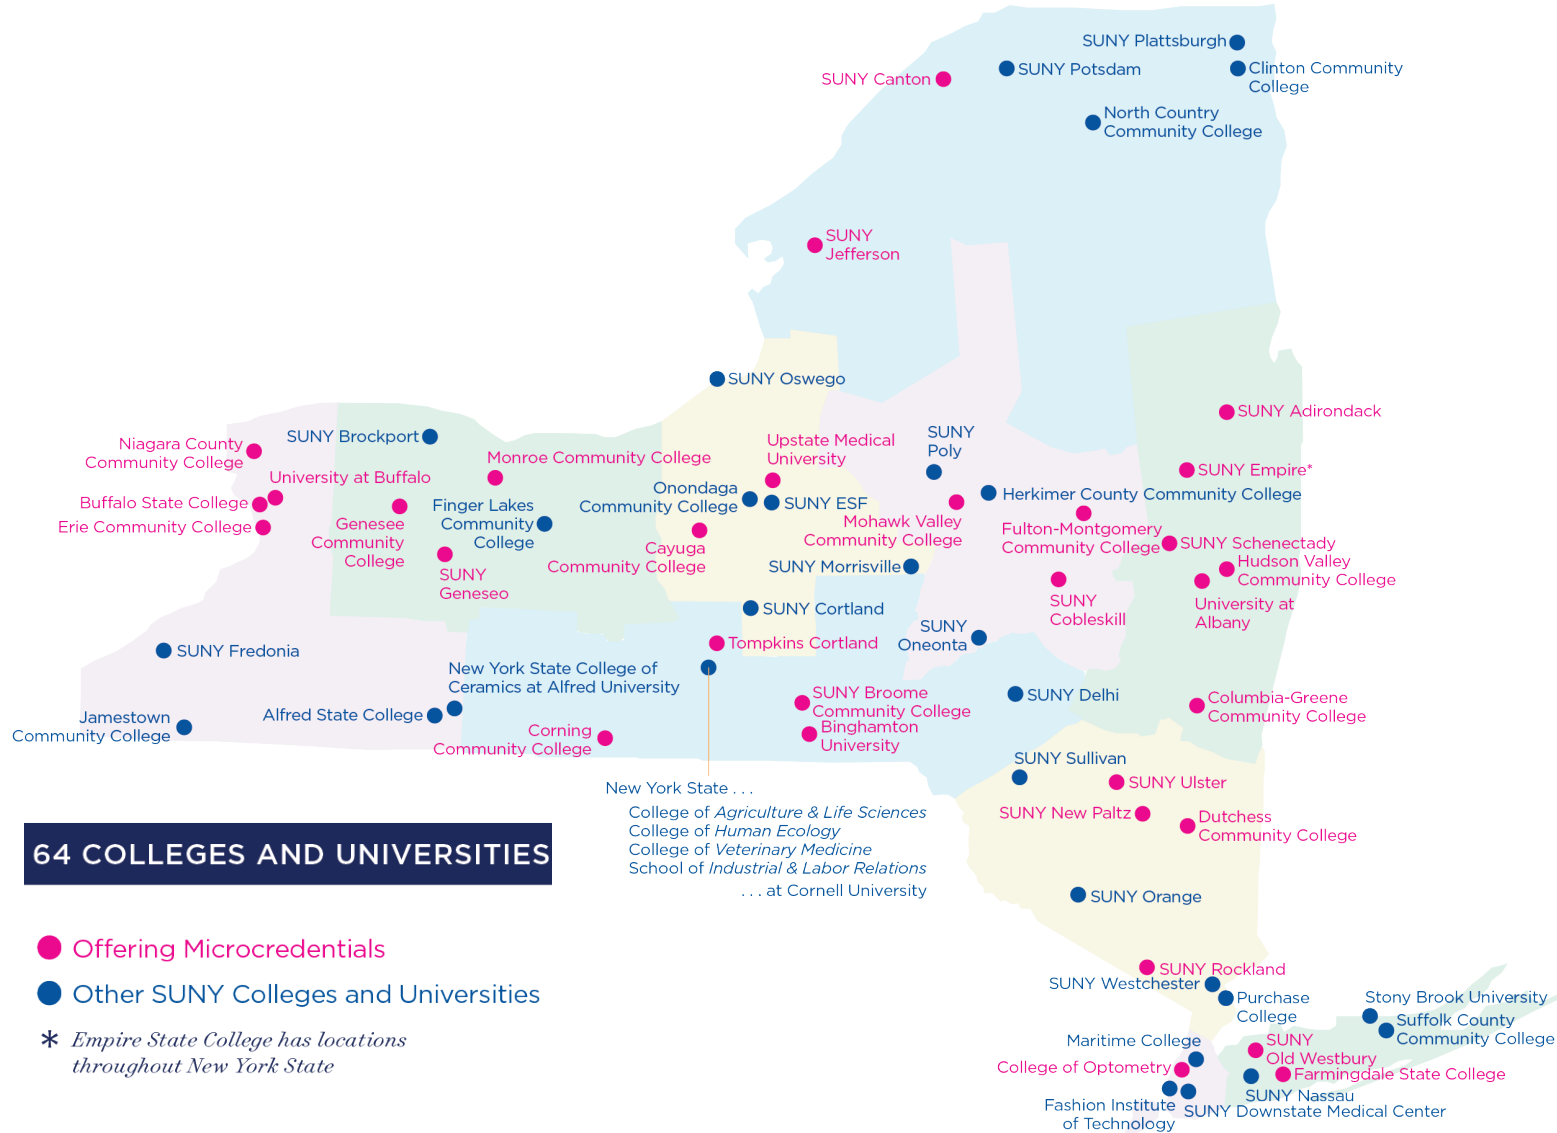 SUNY Plattsburgh
SUNY Potsdam
Clinton Community
College
SUNY Canton
North Country
Community College
SUNY
Jefferson
SUNY Oswego
SUNY Adirondack
SUNY Brockport
SUNY
Poly
Niagara County
Community College
Upstate Medical
University
Monroe Community College
SUNY Empire*
University at Buffalo
Onondaga
Community College
Herkimer County Community College
Buffalo State College
SUNY ESF
Finger Lakes
Community
College
Erie Community College
Genesee
Community
College
Mohawk Valley
Community College
Fulton-Montgomery
Community College
SUNY Schenectady
Cayuga
Community College
Hudson Valley
Community College
SUNY Morrisville
SUNY
Geneseo
SUNY
Cobleskill
University at
Albany
SUNY Cortland
SUNY
Oneonta
Tompkins Cortland
SUNY Fredonia
New York State College of
Ceramics at Alfred University
SUNY Broome
Community College
SUNY Delhi
Columbia-Greene
Community College
Alfred State College
Jamestown
Community College
Binghamton
University
Corning
Community College
SUNY Sullivan
SUNY Ulster
New York State . . .
College of Agriculture & Life Sciences
College of Human Ecology
College of Veterinary Medicine
School of Industrial & Labor Relations
. . . at Cornell University
SUNY New Paltz
Dutchess
Community College
SUNY Orange
64 COLLEGES AND UNIVERSITIES
Offering Microcredentials
Other SUNY Colleges and Universities
* Empire State College has locations
throughout New York State
SUNY Rockland
SUNY Westchester
Purchase
College
Stony Brook University
Suffolk County
Community College
Maritime College
SUNY
Old Westbury
College of Optometry
Farmingdale State College
SUNY Nassau
Fashion Institute
of Technology
SUNY Downstate Medical Center